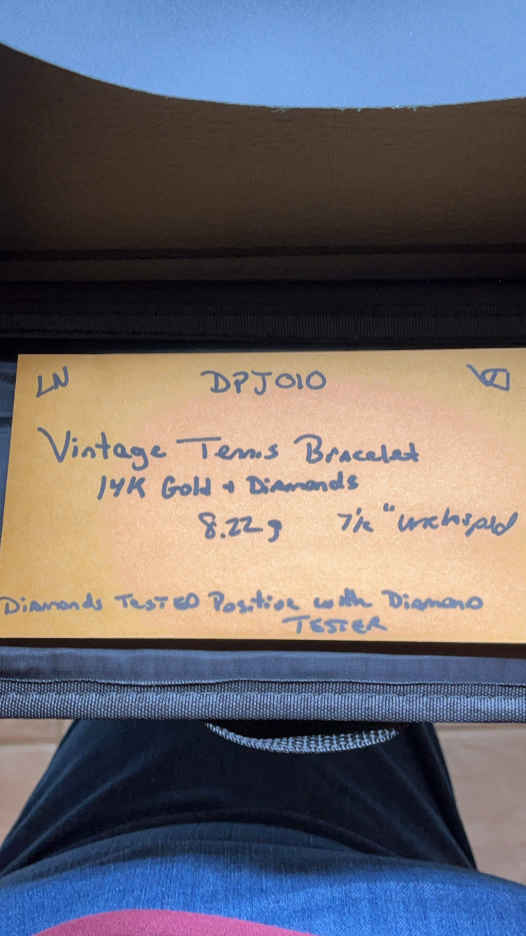 LN DPJ010
Vintage Tennis Bracelet
14K Gold + Diamonds
8.22g 7½" unclasped
Diamonds TESTED Positive with Diamond
TESTER